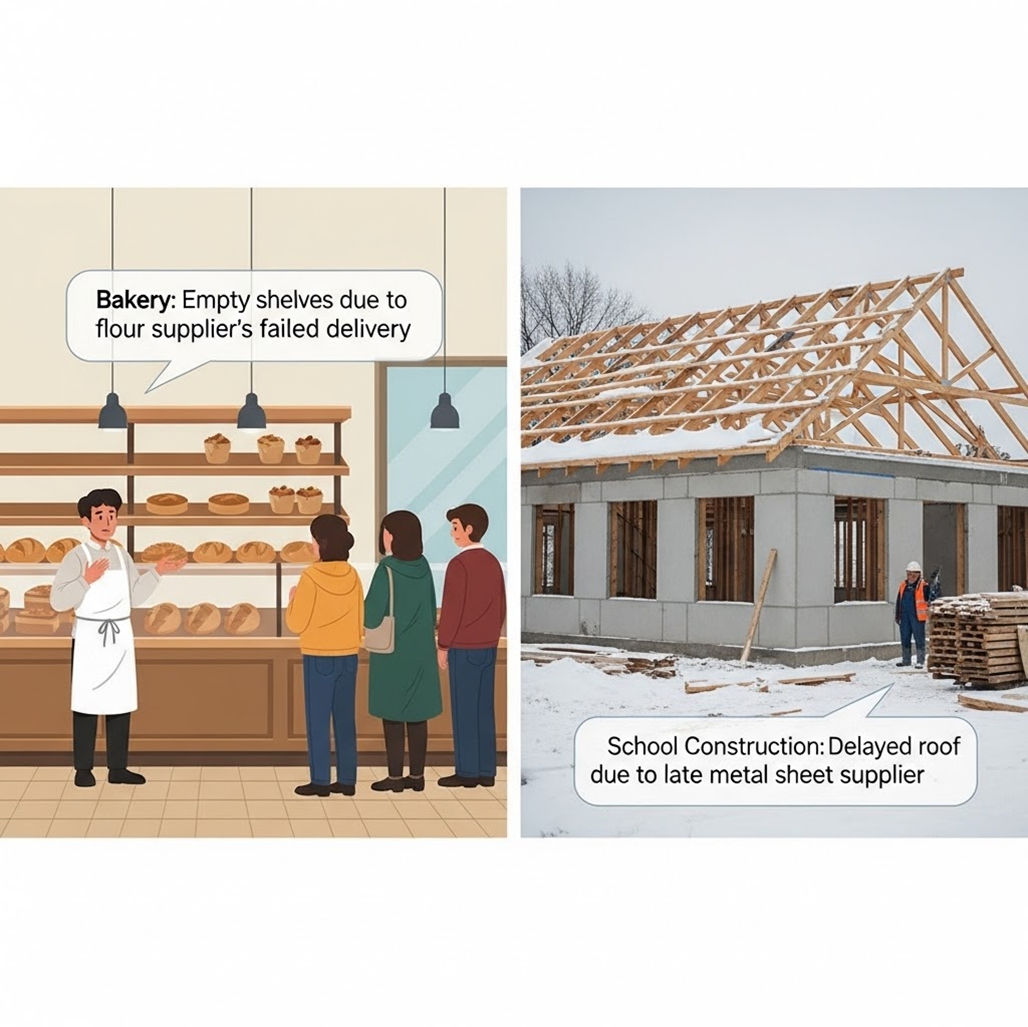 Bakery: Empty shelves due to
flour supplier's failed delivery
School Construction: Delayed roof
due to late metal sheet supplier